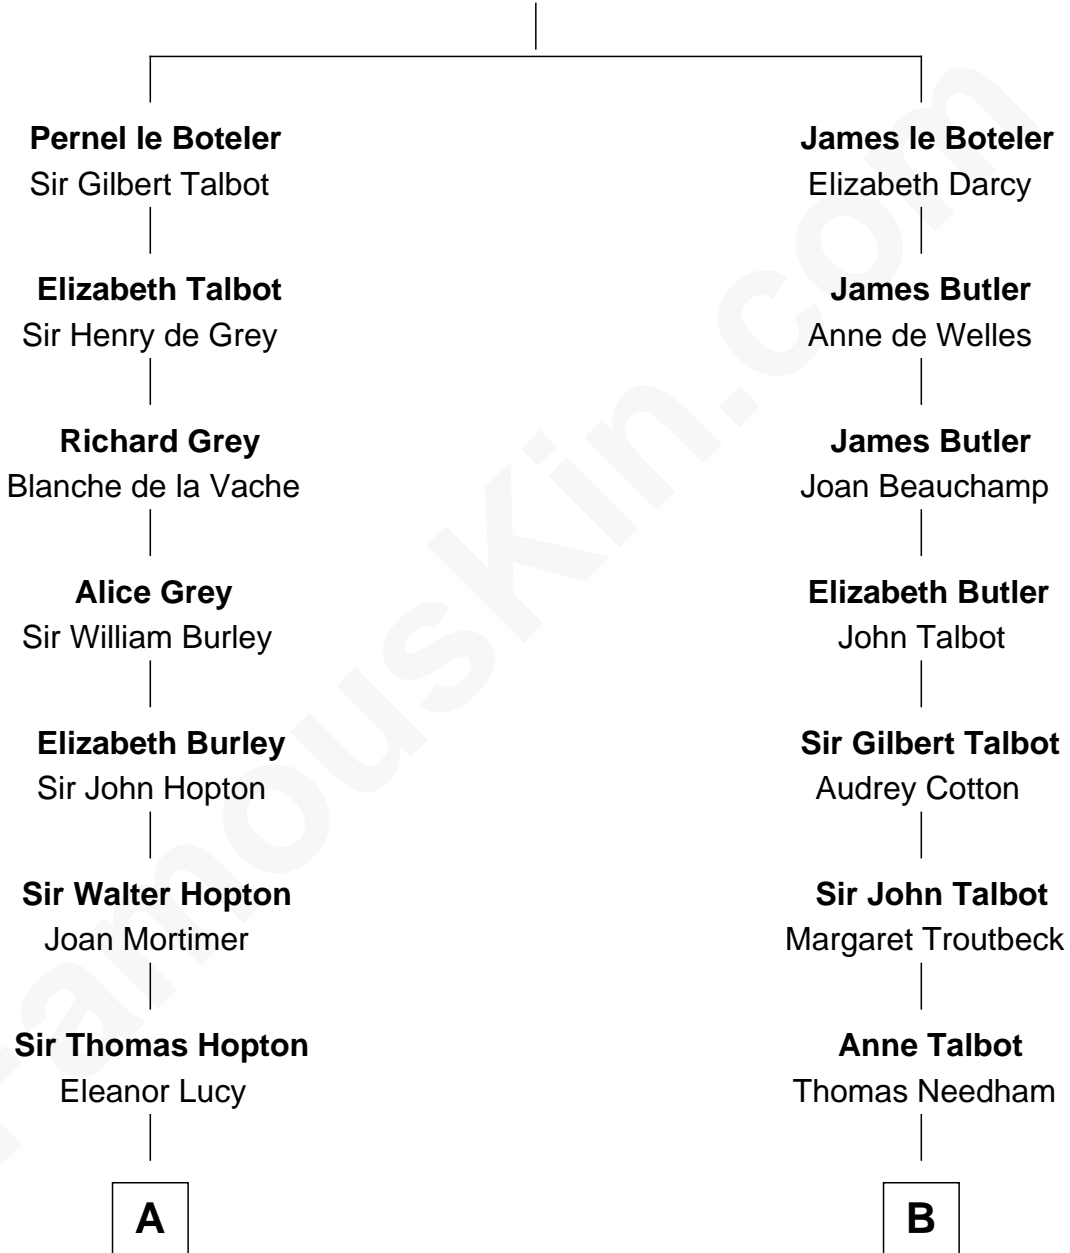 Pernel le Boteler
Sir Gilbert Talbot
Elizabeth Talbot
Sir Henry de Grey
Richard Grey
Blanche de la Vache
Alice Grey
Sir William Burley
Elizabeth Burley
Sir John Hopton
Sir Walter Hopton
Joan Mortimer
Sir Thomas Hopton
Eleanor Lucy
A
James le Boteler
Elizabeth Darcy
James Butler
Anne de Welles
James Butler
Joan Beauchamp
Elizabeth Butler
John Talbot
Sir Gilbert Talbot
Audrey Cotton
Sir John Talbot
Margaret Troutbeck
Anne Talbot
Thomas Needham
B
FamousKin.com